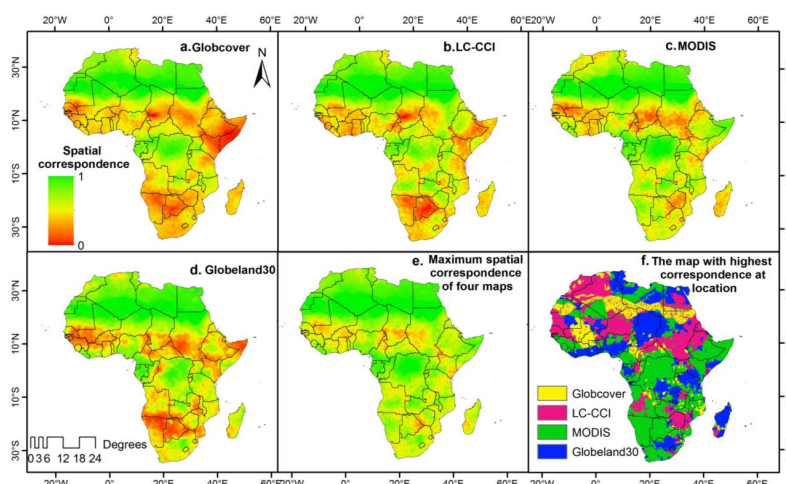 20°W 0° 20°E 40°E 60°E 20°W 0° 20°E 40°E 60°E 20°W 0° 20°E 40°E 60°E
30°N
10°N
10°S
30°S
a. Globcover
N
Spatial
correspondence
1
0
b. LC-CCI
c. MODIS
30°N
10°N
10°S
30°S
d. Globeland30
Degrees
0 3 6 12 18 24
e. Maximum spatial
correspondence
of four maps
f. The map with highest
correspondence at
location
Globcover
LC-CCI
MODIS
Globeland30
20°W 0° 20°E 40°E 60°E 20°W 0° 20°E 40°E 60°E 20°W 0° 20°E 40°E 60°E